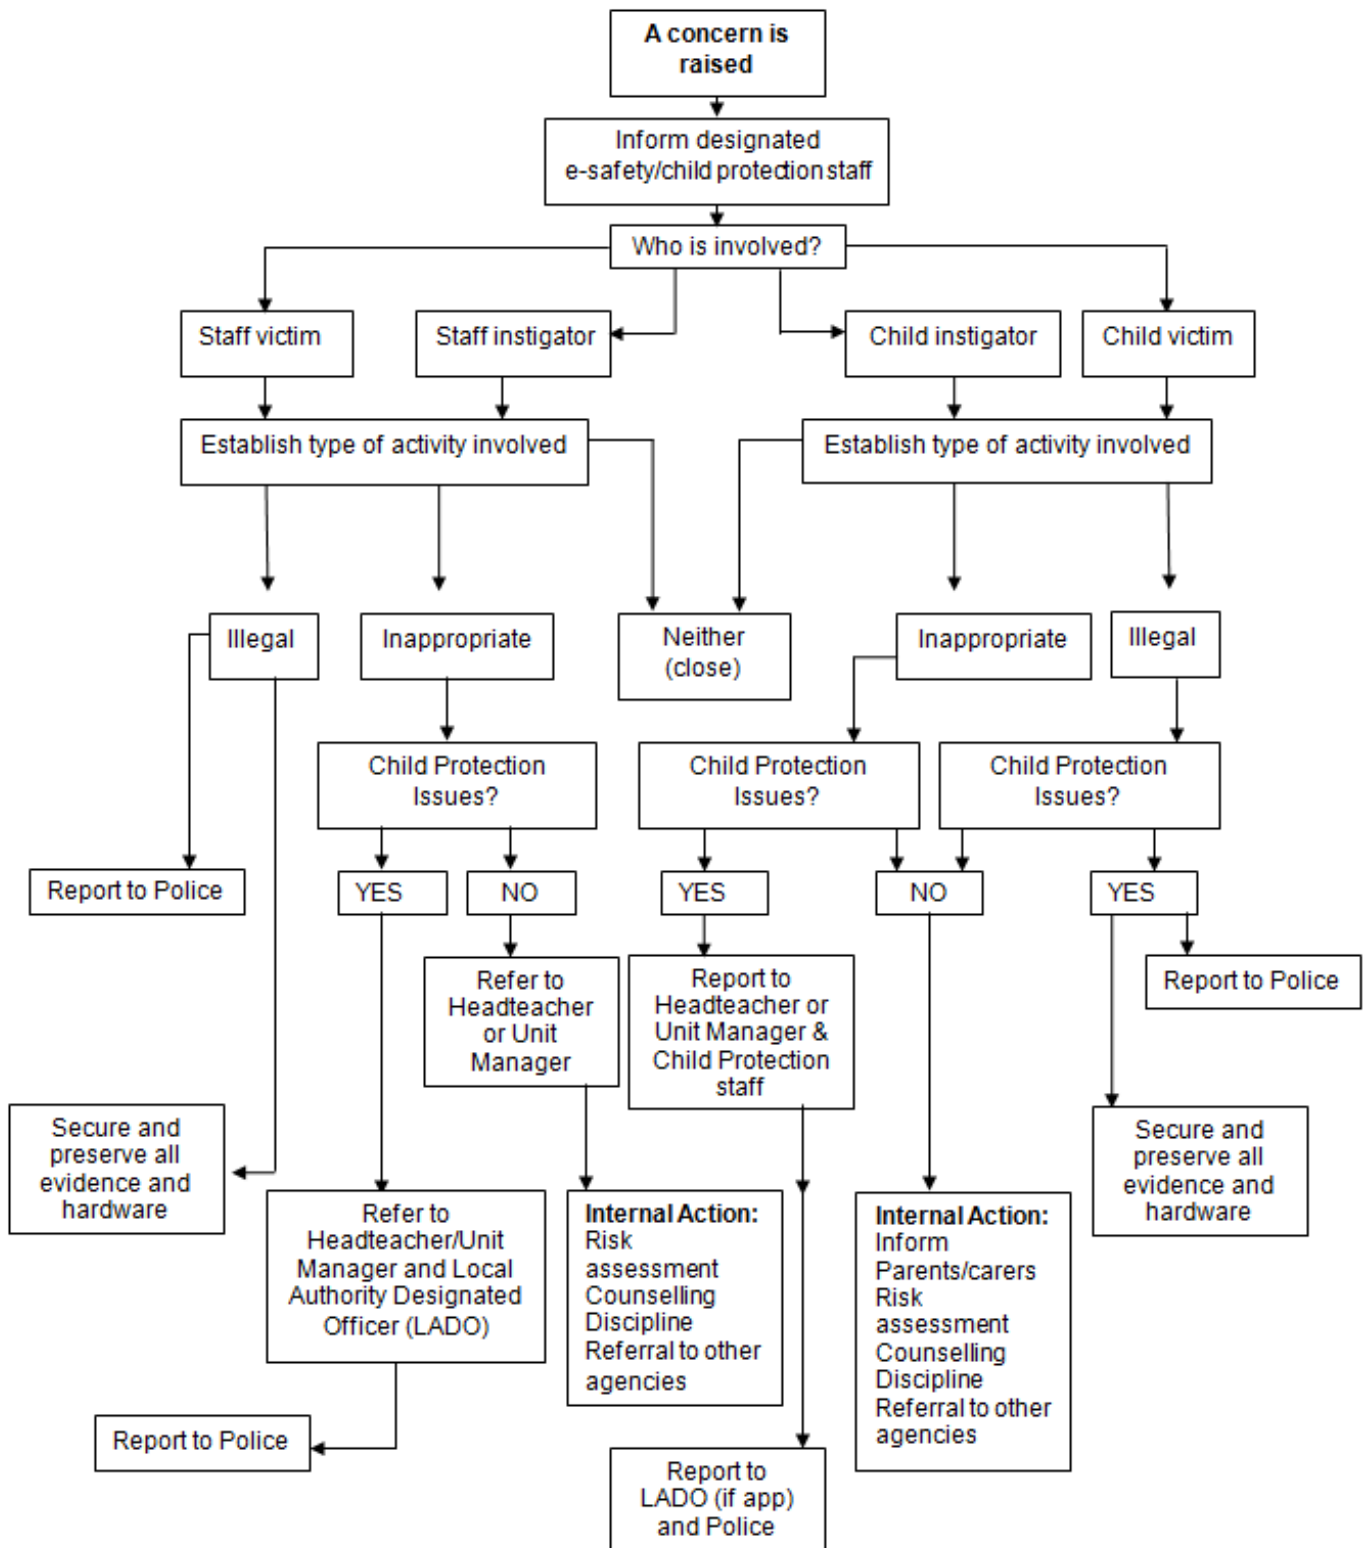 A concern is
raised
Inform designated
e-safety/child protection staff
Who is involved?
Staff victim
Staff instigator
Child instigator
Child victim
Establish type of activity involved
Establish type of activity involved
Illegal
Inappropriate
Neither
(close)
Inappropriate
Illegal
Child Protection
Issues?
Child Protection
Issues?
Child Protection
Issues?
Report to Police
YES
NO
YES
NO
YES
Refer to
Headteacher
or Unit
Manager
Report to
Headteacher or
Unit Manager &
Child Protection
staff
Report to Police
Secure and
preserve all
evidence and
hardware
Refer to
Headteacher/Unit
Manager and Local
Authority Designated
Officer (LADO)
Internal Action:
Risk
assessment
Counselling
Discipline
Referral to other
agencies
Internal Action:
Inform
Parents/carers
Risk
assessment
Counselling
Discipline
Referral to other
agencies
Secure and
preserve all
evidence and
hardware
Report to Police
Report to
LADO (if app)
and Police